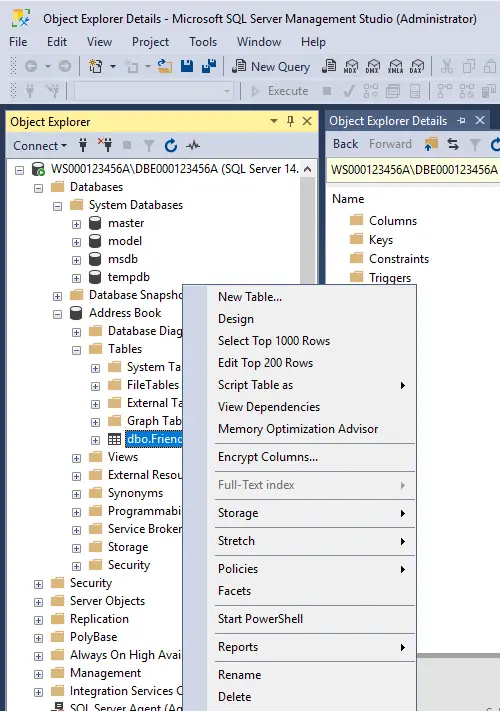 Object Explorer Details - Microsoft SQL Server Management Studio (Administrator)
File Edit View Project Tools Window Help
New Query MDX DMX XMLA DAX
Execute
Object Explorer
Connect
WS000123456A\DBE000123456A (SQL Server 14.
Databases
System Databases
master
model
msdb
tempdb
Database Snapsho
Address Book
Database Diag
Tables
System Ta
FileTables
External Ta
Graph Tab
dbo.Friend
Views
External Resou
Synonyms
Programmabi
Service Broker
Storage
Security
Security
Server Objects
Replication
PolyBase
Always On High Avai
Management
Integration Services C
SQL Server Agent (Ag
Object Explorer Details
Back Forward
WS000123456A\DBE000123456A
Name
Columns
Keys
Constraints
Triggers
New Table...
Design
Select Top 1000 Rows
Edit Top 200 Rows
Script Table as
View Dependencies
Memory Optimization Advisor
Encrypt Columns...
Full-Text index
Storage
Stretch
Policies
Facets
Start PowerShell
Reports
Rename
Delete